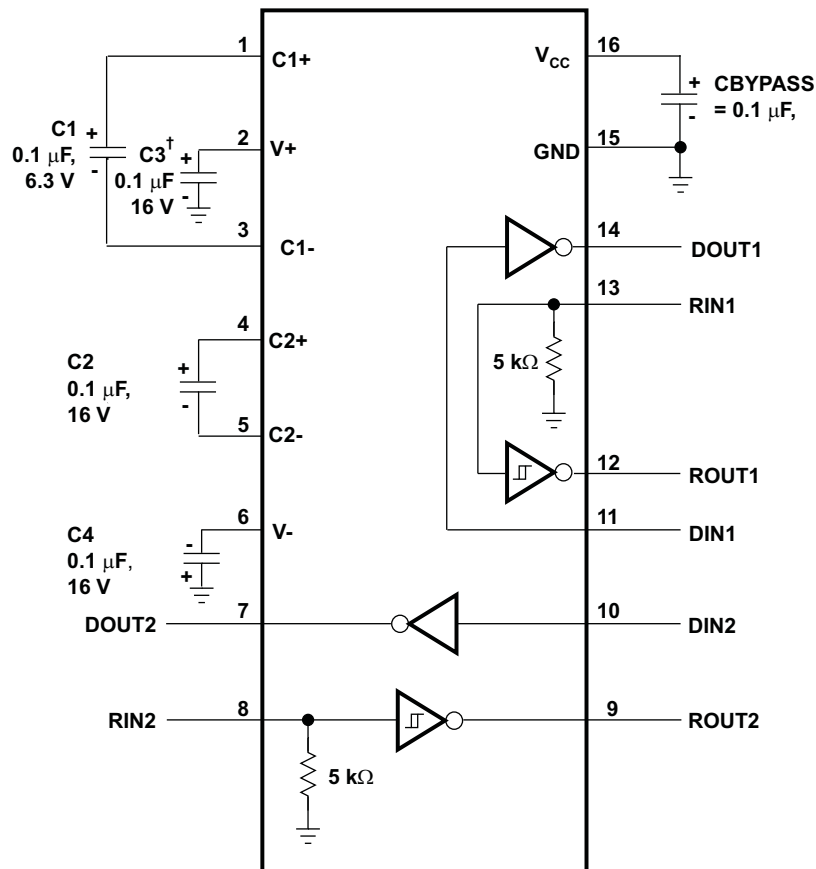 1
C1+
VCC
16
CBYPASS
= 0.1 μF,
+
-
C1
0.1 μF,
6.3 V
+
-
2
V+
C3†
0.1 μF
16 V
+
-
GND
15
3
C1-
14
DOUT1
13
RIN1
5 kΩ
4
C2+
C2
0.1 μF,
16 V
+
-
5
C2-
12
ROUT1
6
V-
11
DIN1
C4
0.1 μF,
16 V
-
+
DOUT2
7
10
DIN2
RIN2
8
9
ROUT2
5 kΩ